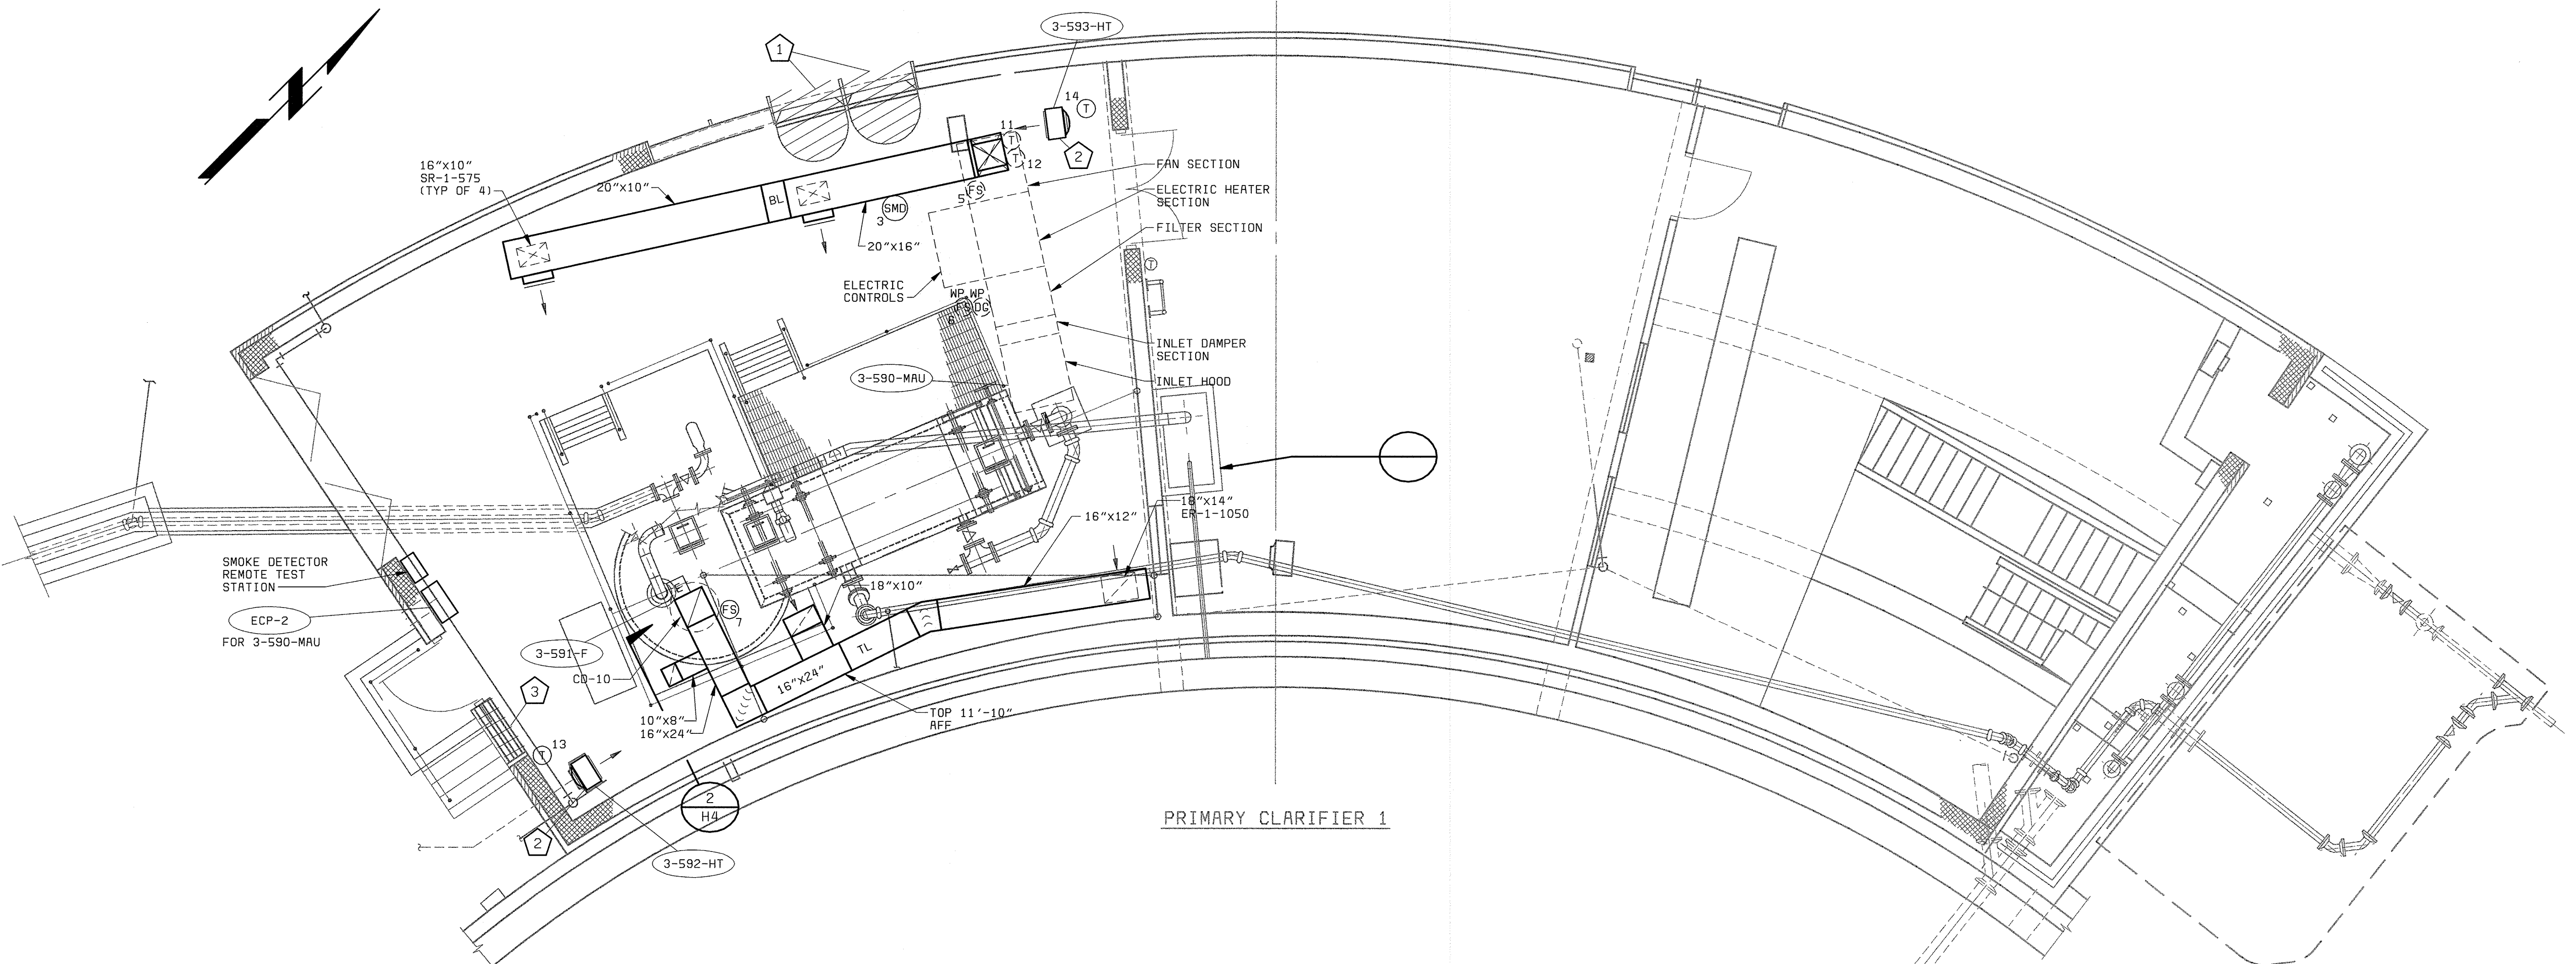 3-593-HT
1
14
T
11
T
T
12
2
16"x10"
SR-1-575
(TYP OF 4)
20"x10"
BL
FS
5
SMD
3
20"x16"
FAN SECTION
ELECTRIC HEATER
SECTION
FILTER SECTION
T
ELECTRIC
CONTROLS
WP WP
DG
6
INLET DAMPER
SECTION
INLET HOOD
3-590-MAU
18"x14"
ER-1-1050
16"x12"
SMOKE DETECTOR
REMOTE TEST
STATION
ECP-2
FOR 3-590-MAU
18"x10"
FS
7
3-591-F
CD-10
TL
16"x24"
10"x8"
16"x24"
TOP 11'-10"
AFF
3
T
13
2
2
H4
3-592-HT
PRIMARY CLARIFIER 1